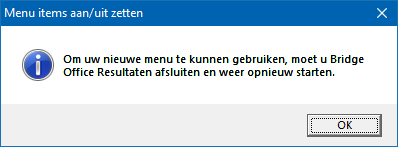 Menu items aan/uit zetten
Om uw nieuwe menu te kunnen gebruiken, moet u Bridge
Office Resultaten afsluiten en weer opnieuw starten.
OK